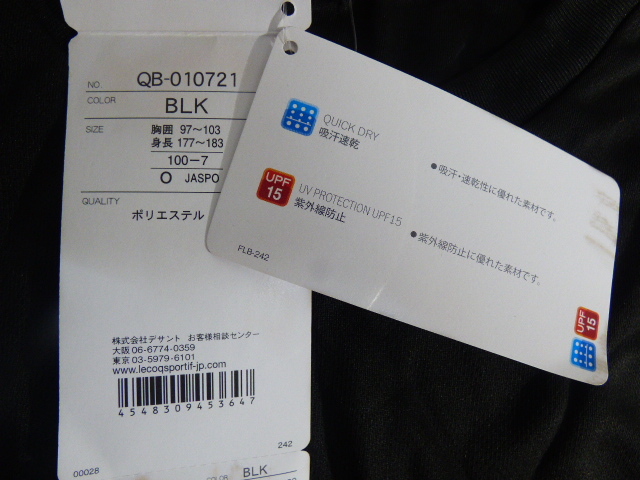 NO. QB-010721
COLOR BLK
SIZE 胸囲 97~103
身長 177~183
100-7
O JASPO
QUALITY
ポリエステル
株式会社デサント お客様相談センター
大阪 06-6774-0359
東京 03-5979-6101
www.lecoqsportif-jp.com
4548309453647
242
00028
COLOR BLK
QUICK DRY
吸汗速乾
●吸汗・速乾性に優れた素材です。
UPF
15
UV PROTECTION UPF15
紫外線防止
●紫外線防止に優れた素材です。
FLB-242
UPF
15